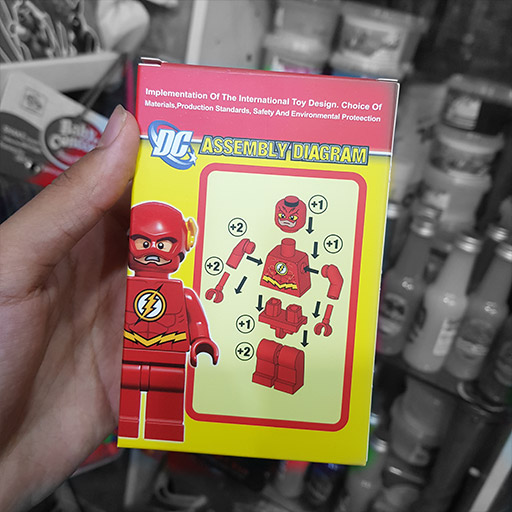 Implementation Of The International Toy Design. Choice Of
Materials,Production Standards, Safety And Environmental Proteection
DC ASSEMBLY DIAGRAM
+1
+2
+1
+2
+1
+2